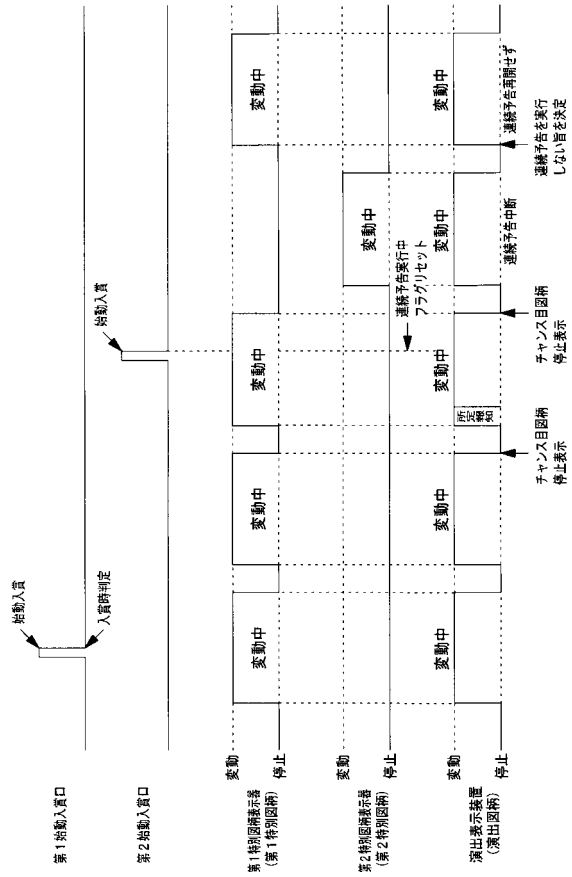 第1始動入賞口
始動入賞
入賞時判定
第2始動入賞口
始動入賞
第1特別図柄表示器
(第1特別図柄)
変動
停止
変動中
変動中
変動中
変動中
第2特別図柄表示器
(第2特別図柄)
変動
停止
連続予告実行中
フラグリセット
変動中
演出表示装置
(演出図柄)
変動
停止
変動中
変動中
所定
報知
変動中
変動中
変動中
チャンス目図柄
停止表示
チャンス目図柄
停止表示
連続予告中断
連続予告を実行
しない旨を決定
連続予告再開せず